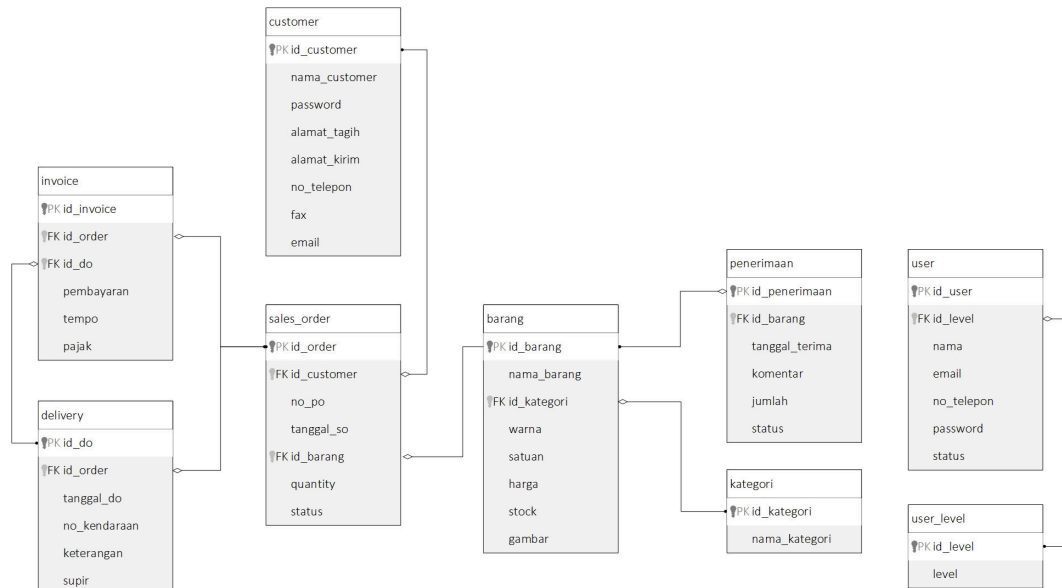 customer
PK id_customer
nama_customer
password
alamat_tagih
alamat_kirim
no_telepon
fax
email
invoice
PK id_invoice
FK id_order
FK id_do
pembayaran
tempo
pajak
delivery
PK id_do
FK id_order
tanggal_do
no_kendaraan
keterangan
supir
sales_order
PK id_order
FK id_customer
no_po
tanggal_so
FK id_barang
quantity
status
barang
PK id_barang
nama_barang
FK id_kategori
warna
satuan
harga
stock
gambar
penerimaan
PK id_penerimaan
FK id_barang
tanggal_terima
komentar
jumlah
status
kategori
PK id_kategori
nama_kategori
user
PK id_user
FK id_level
nama
email
no_telepon
password
status
user_level
PK id_level
level